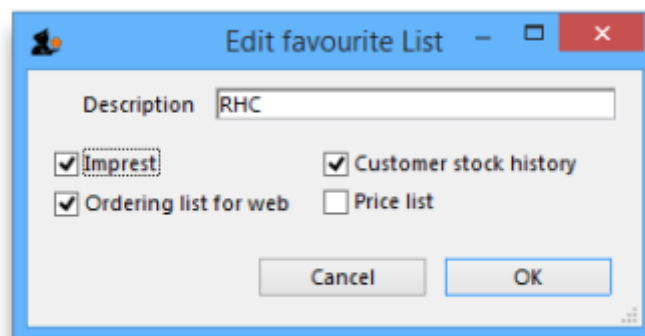 Edit favourite List
Description RHC
Imprest Customer stock history
Ordering list for web Price list
Cancel OK